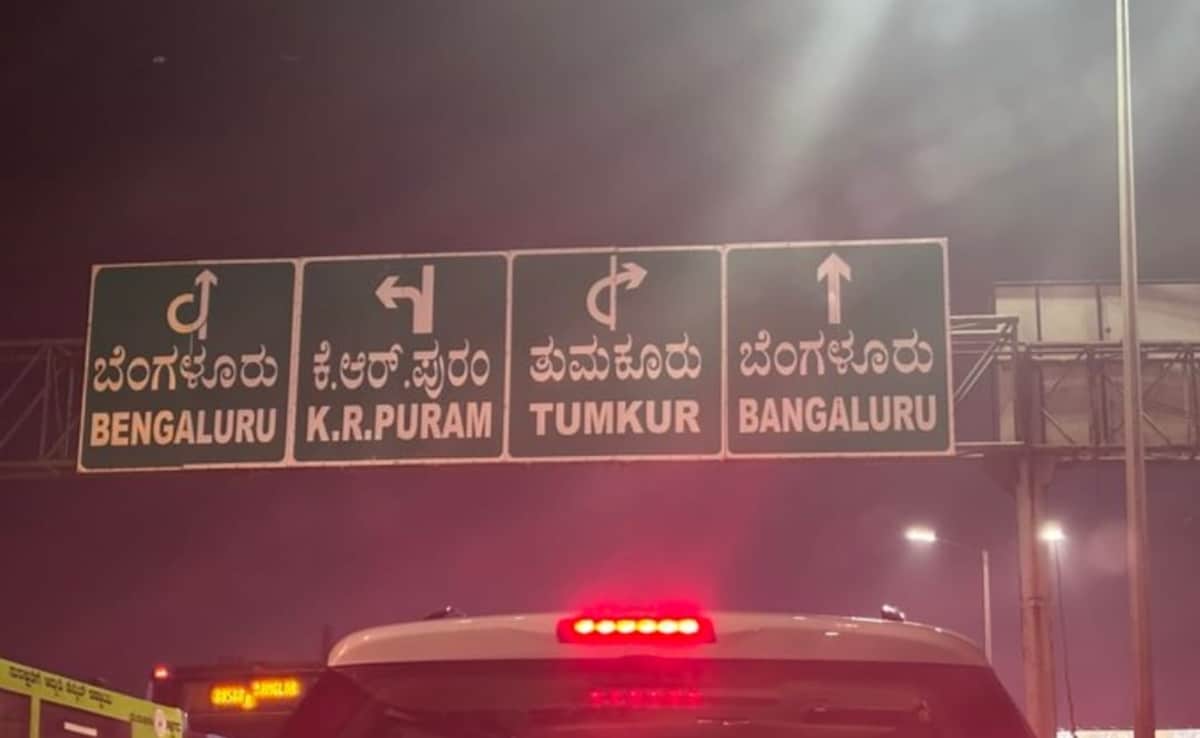 ಬೆಂಗಳೂರು
BENGALURU
ಕೆ.ಆರ್.ಪುರಂ
K.R.PURAM
ತುಮಕೂರು
TUMKUR
ಬೆಂಗಳೂರು
BANGALURU